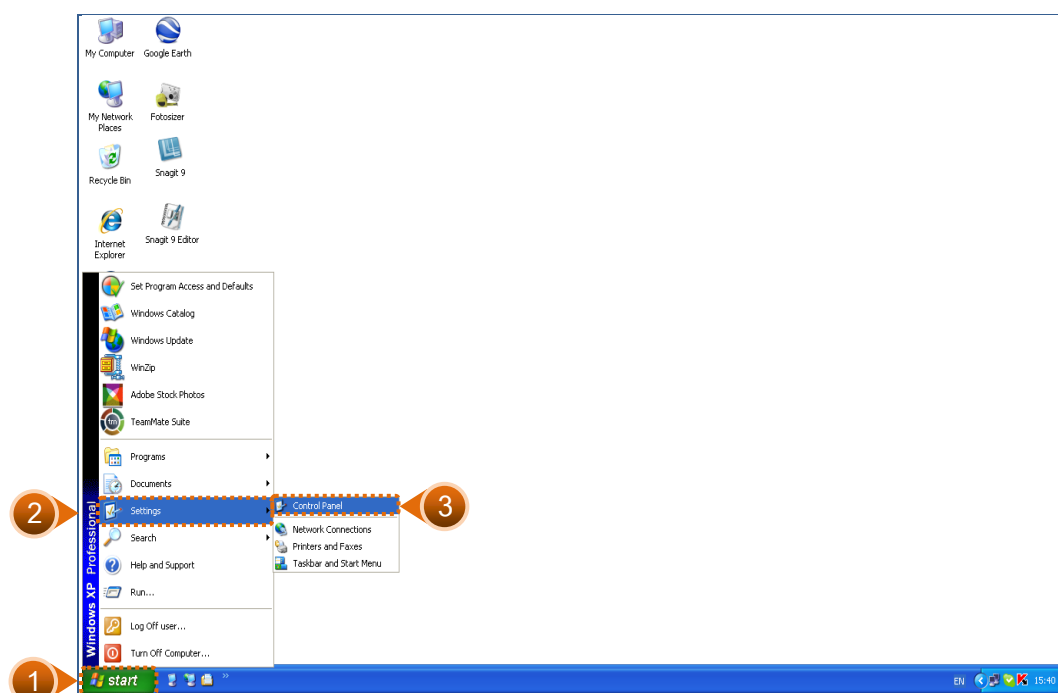 My Computer
Google Earth
My Network
Places
Fotosizer
Recycle Bin
Snagit 9
Internet
Explorer
Snagit 9 Editor
Set Program Access and Defaults
Windows Catalog
Windows Update
WinZip
Adobe Stock Photos
tm
TeamMate Suite
Programs
Documents
2
Settings
Control Panel
3
Network Connections
Search
Printers and Faxes
Help and Support
Taskbar and Start Menu
Run...
Log Off user...
Turn Off Computer...
Windows XP Professional
1
start
»
EN
15:40